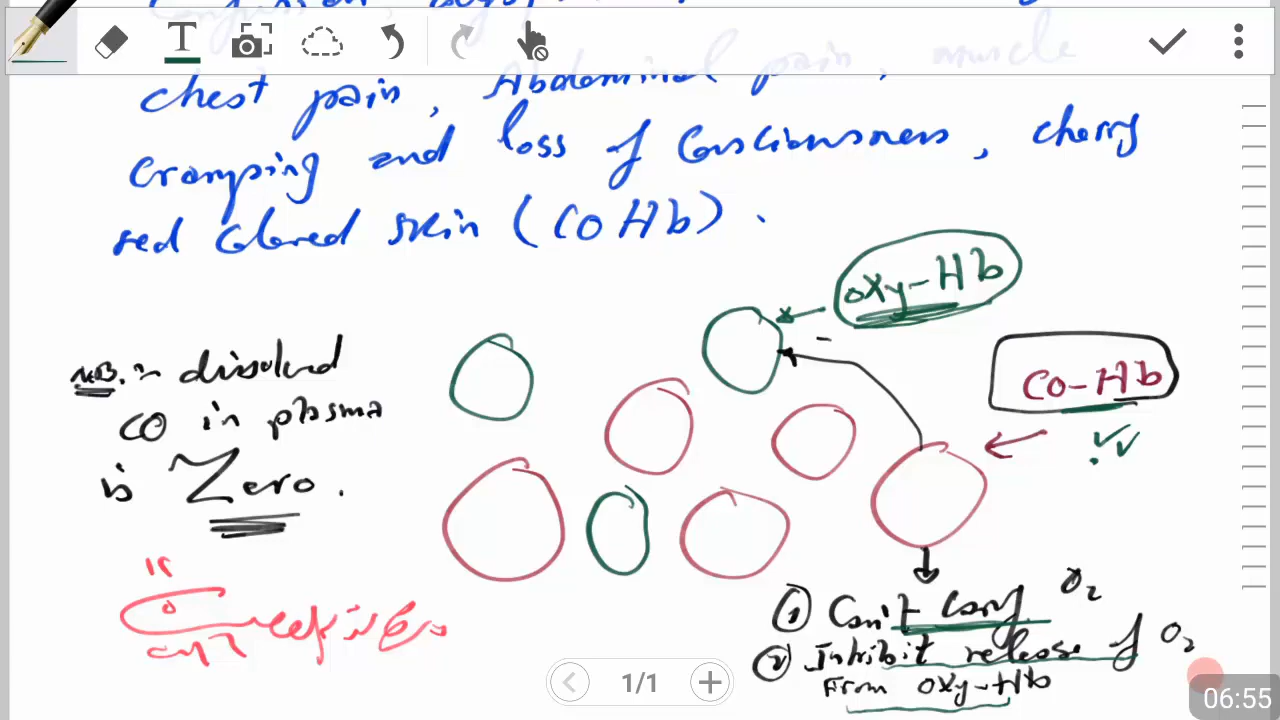 chest pain, Abdominal pain, muscle
Cramping and loss of Consciousness, cherry
red Colored skin (COHb).
oxy-Hb
N.B. :- dissolved
CO in plasma
is Zero.
CO-Hb
① Can't carry O2
② Inhibit release of O2
From oxy-Hb
1/1
06:55
T